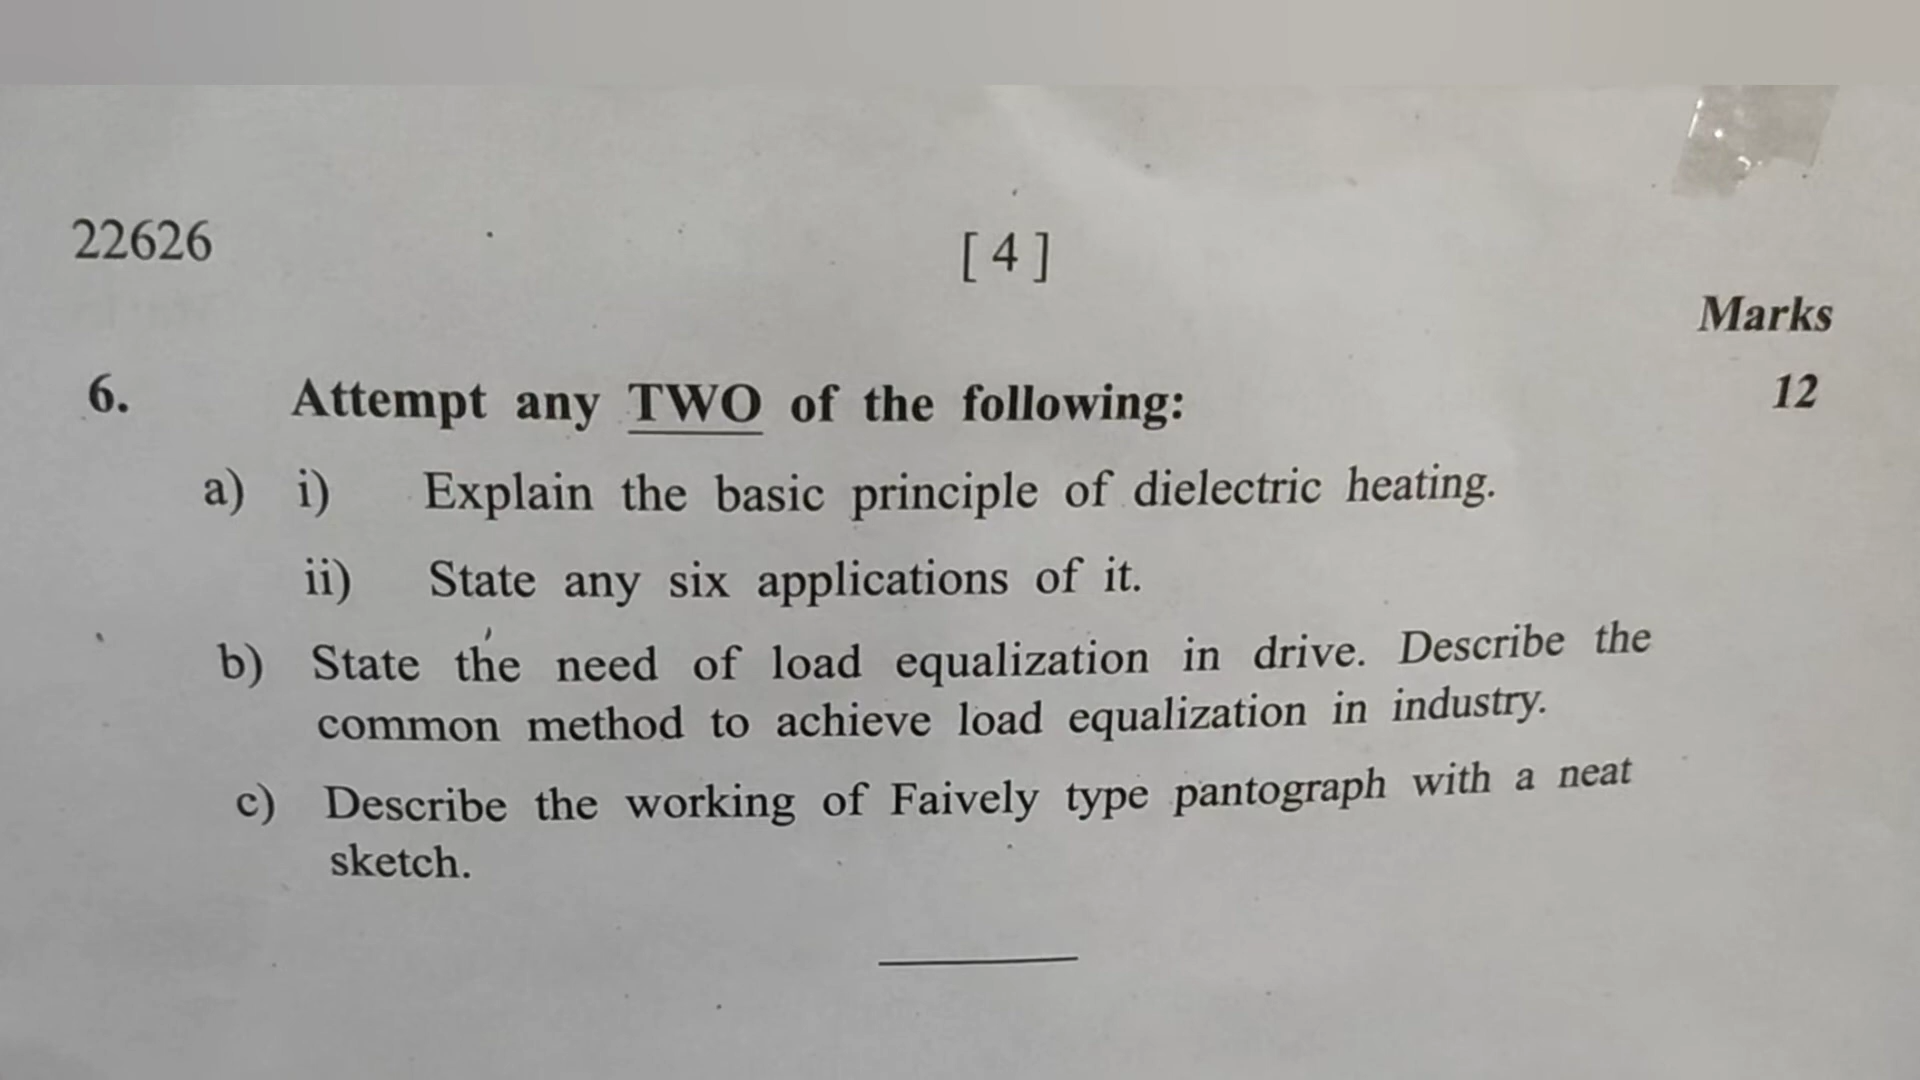 22626
[ 4 ]
Marks
6. Attempt any TWO of the following: 12
a) i) Explain the basic principle of dielectric heating.
ii) State any six applications of it.
b) State the need of load equalization in drive. Describe the
common method to achieve load equalization in industry.
c) Describe the working of Faively type pantograph with a neat
sketch.